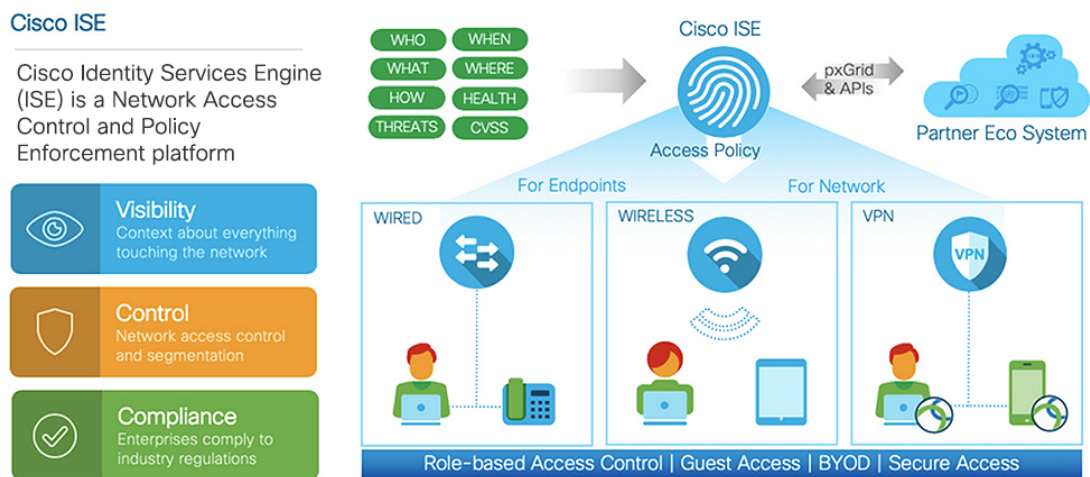 Cisco ISE
Cisco Identity Services Engine
(ISE) is a Network Access
Control and Policy
Enforcement platform
Visibility
Context about everything
touching the network
Control
Network access control
and segmentation
Compliance
Enterprises comply to
industry regulations
WHO
WHEN
WHAT
WHERE
HOW
HEALTH
THREATS
CVSS
Cisco ISE
Access Policy
pxGrid
& APIs
Partner Eco System
For Endpoints
For Network
WIRED
WIRELESS
VPN
VPN
Role-based Access Control | Guest Access | BYOD | Secure Access